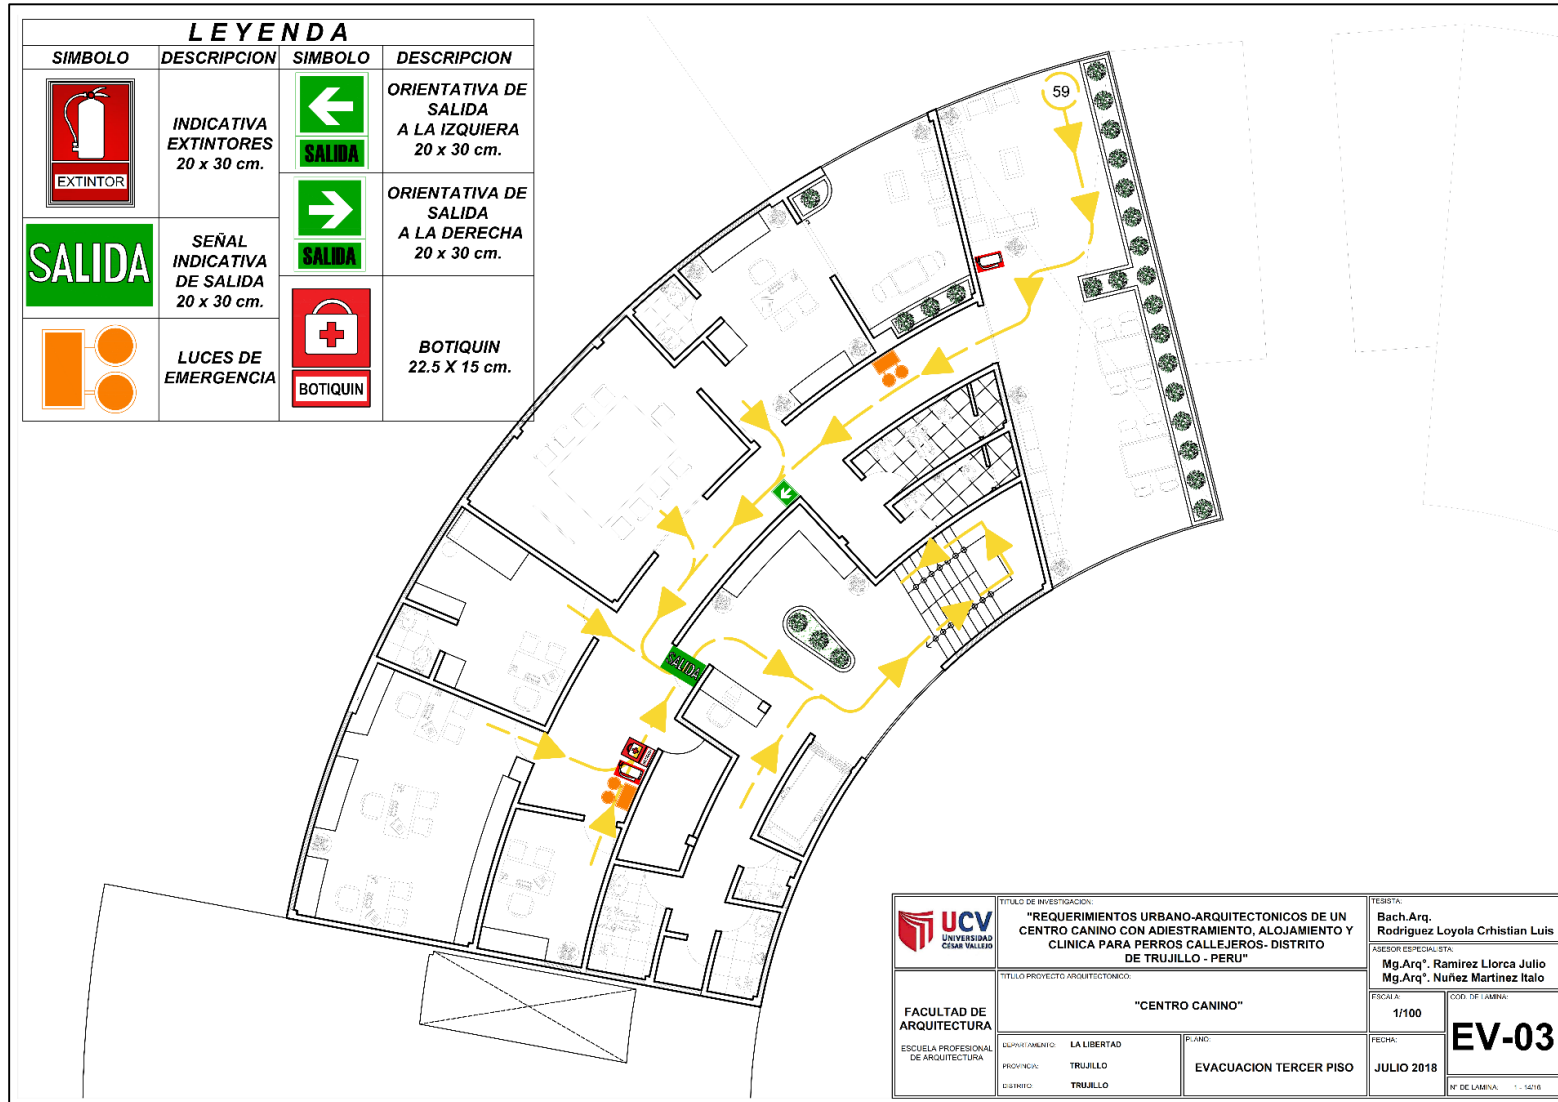 LEYENDA
SIMBOLO
DESCRIPCION
SIMBOLO
DESCRIPCION
EXTINTOR
INDICATIVA
EXTINTORES
20 x 30 cm.
SALIDA
ORIENTATIVA DE
SALIDA
A LA IZQUIERA
20 x 30 cm.
SALIDA
ORIENTATIVA DE
SALIDA
A LA DERECHA
20 x 30 cm.
SALIDA
SEÑAL
INDICATIVA
DE SALIDA
20 x 30 cm.
LUCES DE
EMERGENCIA
BOTIQUIN
BOTIQUIN
22.5 X 15 cm.
59
SALIDA
UCV
UNIVERSIDAD
CÉSAR VALLEJO
FACULTAD DE
ARQUITECTURA
ESCUELA PROFESIONAL
DE ARQUITECTURA
TITULO DE INVESTIGACION:
"REQUERIMIENTOS URBANO-ARQUITECTONICOS DE UN
CENTRO CANINO CON ADIESTRAMIENTO, ALOJAMIENTO Y
CLINICA PARA PERROS CALLEJEROS- DISTRITO
DE TRUJILLO - PERU"
TITULO PROYECTO ARQUITECTONICO:
"CENTRO CANINO"
DEPARTAMENTO: LA LIBERTAD
PROVINCIA: TRUJILLO
DISTRITO: TRUJILLO
PLANO:
EVACUACION TERCER PISO
TESISTA:
Bach.Arq.
Rodriguez Loyola Crhistian Luis
ASESOR ESPECIALISTA:
Mg.Arqº. Ramirez Llorca Julio
Mg.Arqº. Nuñez Martinez Italo
ESCALA:
1/100
FECHA:
JULIO 2018
COD. DE LAMINA:
EV-03
Nº DE LAMINA: